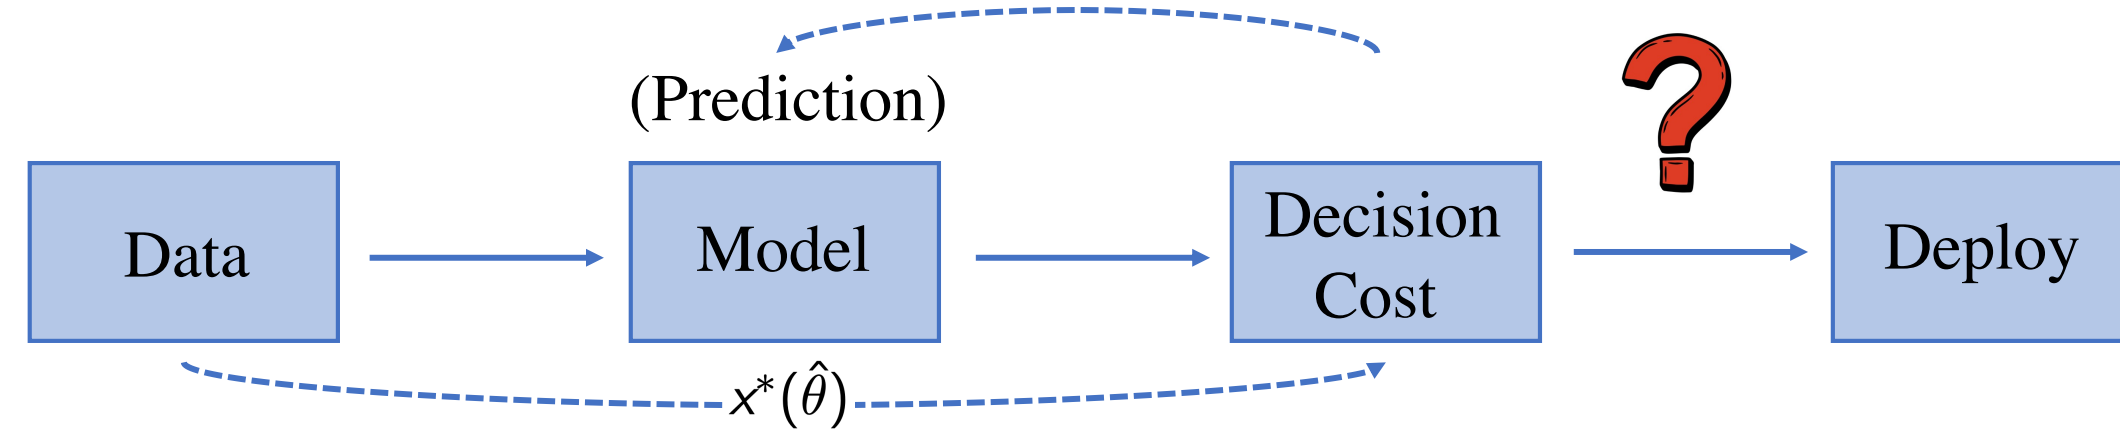 (Prediction)
Data
Model
Decision
Cost
?
Deploy
x*(θ̂)